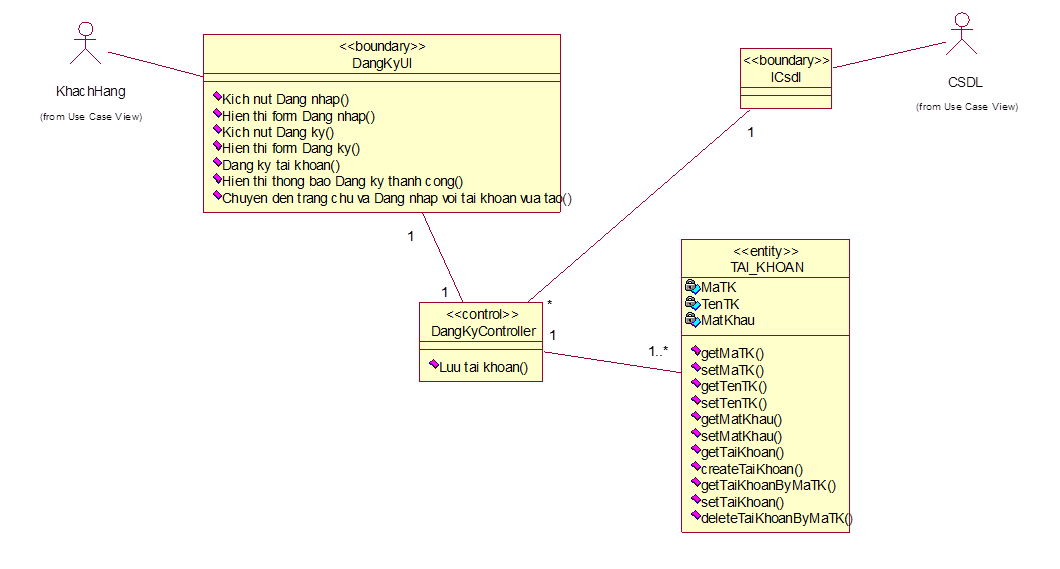 KhachHang
(from Use Case View)
<<boundary>>
DangKyUI
Kich nut Dang nhap()
Hien thi form Dang nhap()
Kich nut Dang ky()
Hien thi form Dang ky()
Dang ky tai khoan()
Hien thi thong bao Dang ky thanh cong()
Chuyen den trang chu va Dang nhap voi tai khoan vua tao()
<<boundary>>
ICsdl
CSDL
(from Use Case View)
1
1
1
*
<<control>>
DangKyController
Luu tai khoan()
1
1..*
<<entity>>
TAI_KHOAN
MaTK
TenTK
MatKhau
getMaTK()
setMaTK()
getTenTK()
setTenTK()
getMatKhau()
setMatKhau()
getTaiKhoan()
createTaiKhoan()
getTaiKhoanByMaTK()
setTaiKhoan()
deleteTaiKhoanByMaTK()